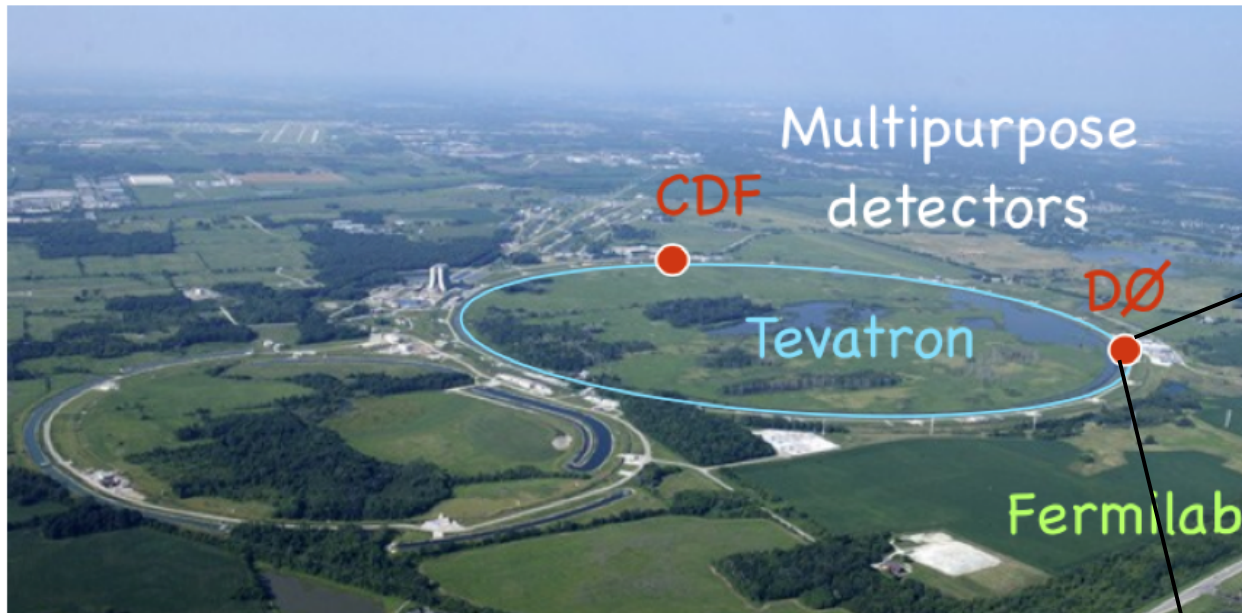 Multipurpose
detectors
CDF
DØ
Tevatron
Fermilab